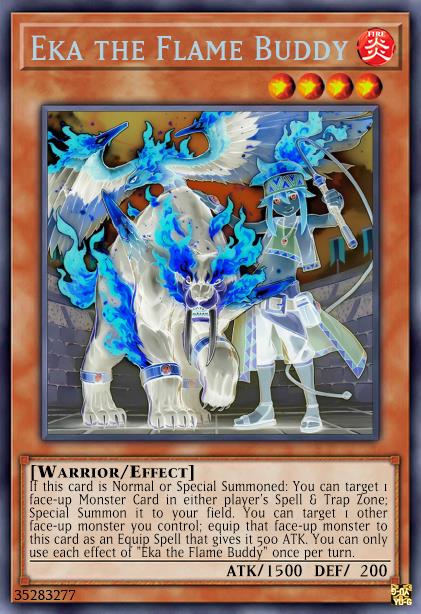 EKA THE FLAME BUDDY
FIRE
炎
[WARRIOR/EFFECT]
If this card is Normal or Special Summoned: You can target 1
face-up Monster Card in either player's Spell & Trap Zone;
Special Summon it to your field. You can target 1 other
face-up monster you control; equip that face-up monster to
this card as an Equip Spell that gives it 500 ATK. You can only
use each effect of "Eka the Flame Buddy" once per turn.
ATK/1500 DEF/ 200
35283277